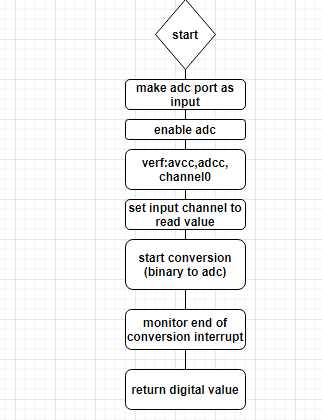 start
make adc port as
input
enable adc
verf:avcc,adcc,
channel0
set input channel to
read value
start conversion
(binary to adc)
monitor end of
conversion interrupt
return digital value